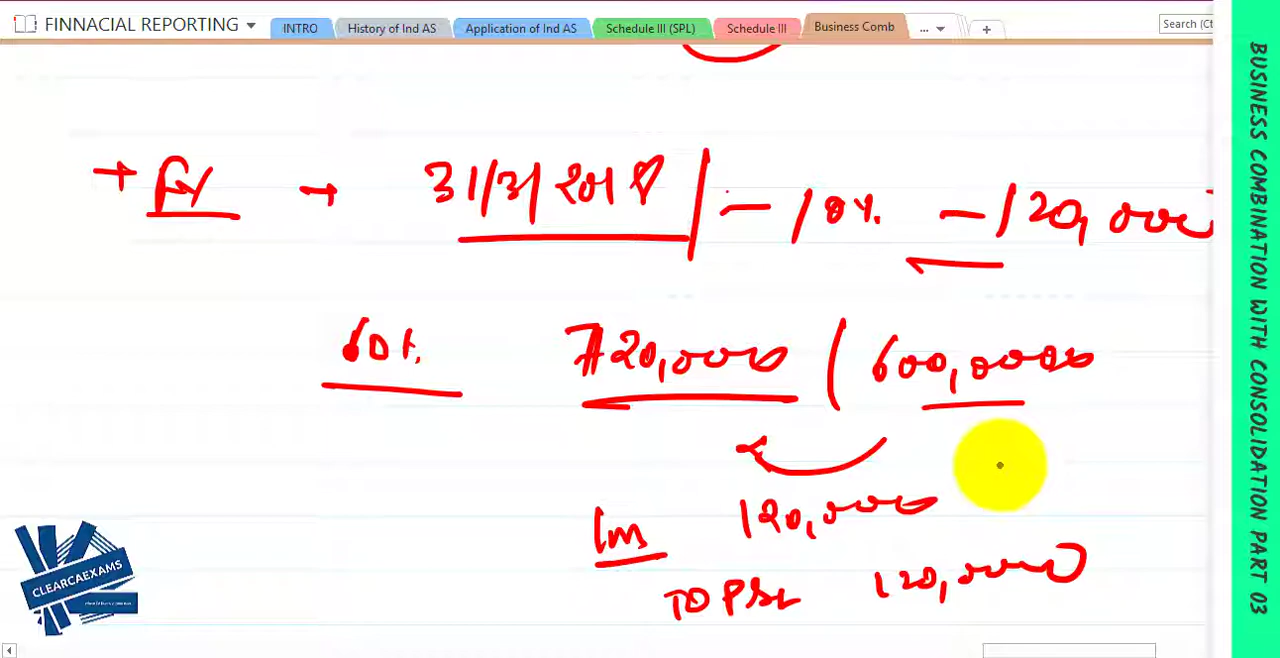 FINNACIAL REPORTING INTRO History of Ind AS Application of Ind AS Schedule III (SPL) Schedule III Business Comb ... Search (Ct
→ FY → 31/3/2018 | - 10%. - 120,000
60%. 720,000 | 600,0000
Inv 120,000
TO P&L 120,000
CLEARCAEXAMS
BUSINESS COMBINATION WITH CONSOLIDATION PART 03